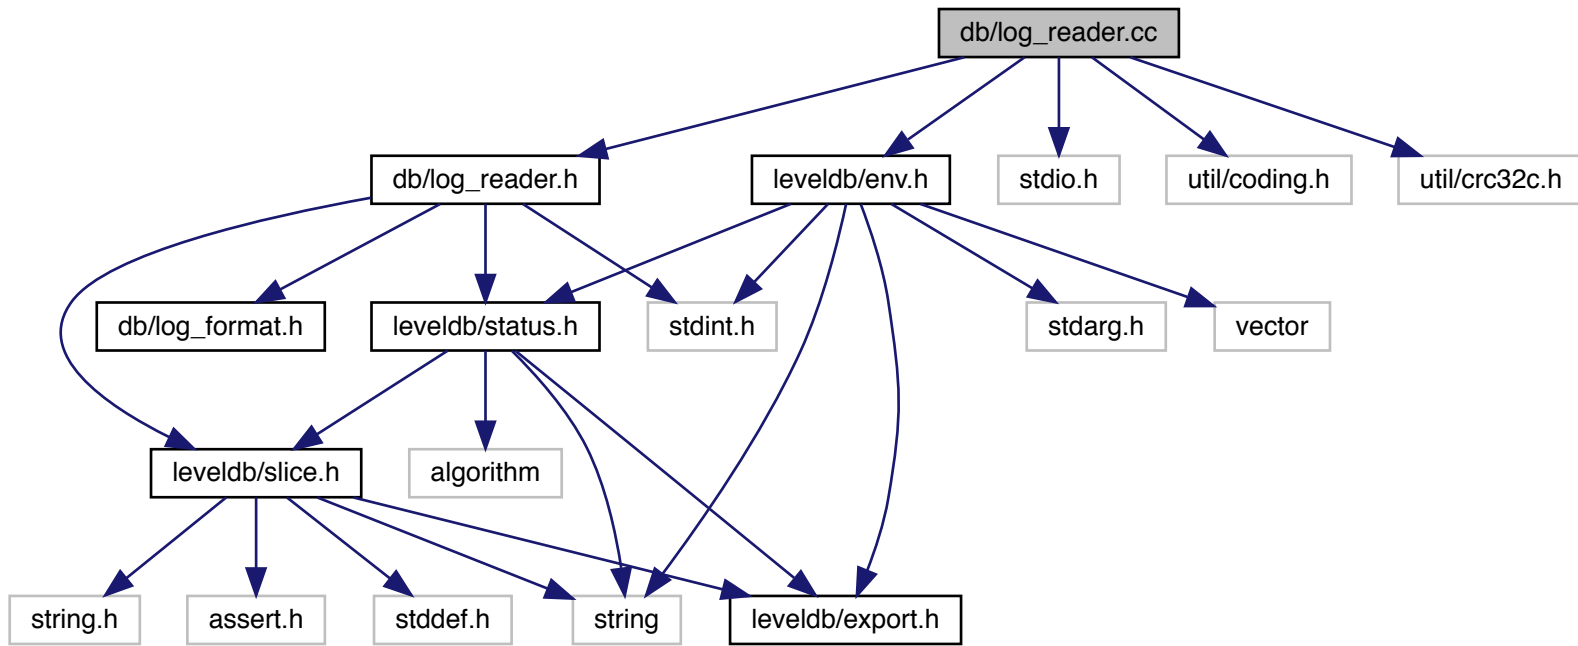 db/log_reader.cc
db/log_reader.h
leveldb/env.h
stdio.h
util/coding.h
util/crc32c.h
db/log_format.h
leveldb/status.h
stdint.h
stdarg.h
vector
leveldb/slice.h
algorithm
string.h
assert.h
stddef.h
string
leveldb/export.h